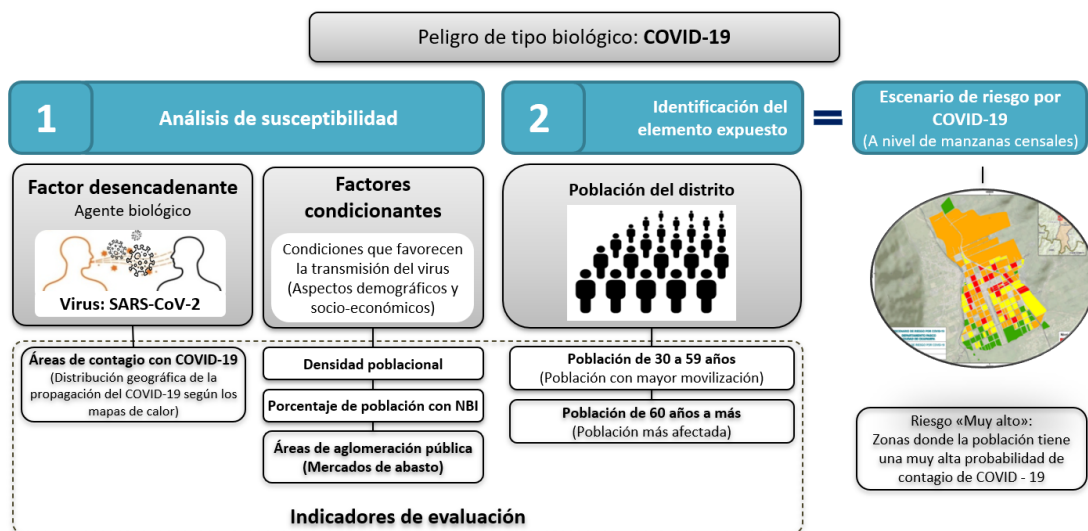 Peligro de tipo biológico: COVID-19
1
Análisis de susceptibilidad
2
Identificación del
elemento expuesto
=
Escenario de riesgo por
COVID-19
(A nivel de manzanas censales)
Factor desencadenante
Agente biológico
Virus: SARS-CoV-2
Factores
condicionantes
Condiciones que favorecen
la transmisión del virus
(Aspectos demográficos y
socio-económicos)
Población del distrito
Áreas de contagio con COVID-19
(Distribución geográfica de la
propagación del COVID-19 según los
mapas de calor)
Densidad poblacional
Porcentaje de población con NBI
Áreas de aglomeración pública
(Mercados de abasto)
Población de 30 a 59 años
(Población con mayor movilización)
Población de 60 años a más
(Población más afectada)
Riesgo «Muy alto»:
Zonas donde la población tiene
una muy alta probabilidad de
contagio de COVID - 19
Indicadores de evaluación